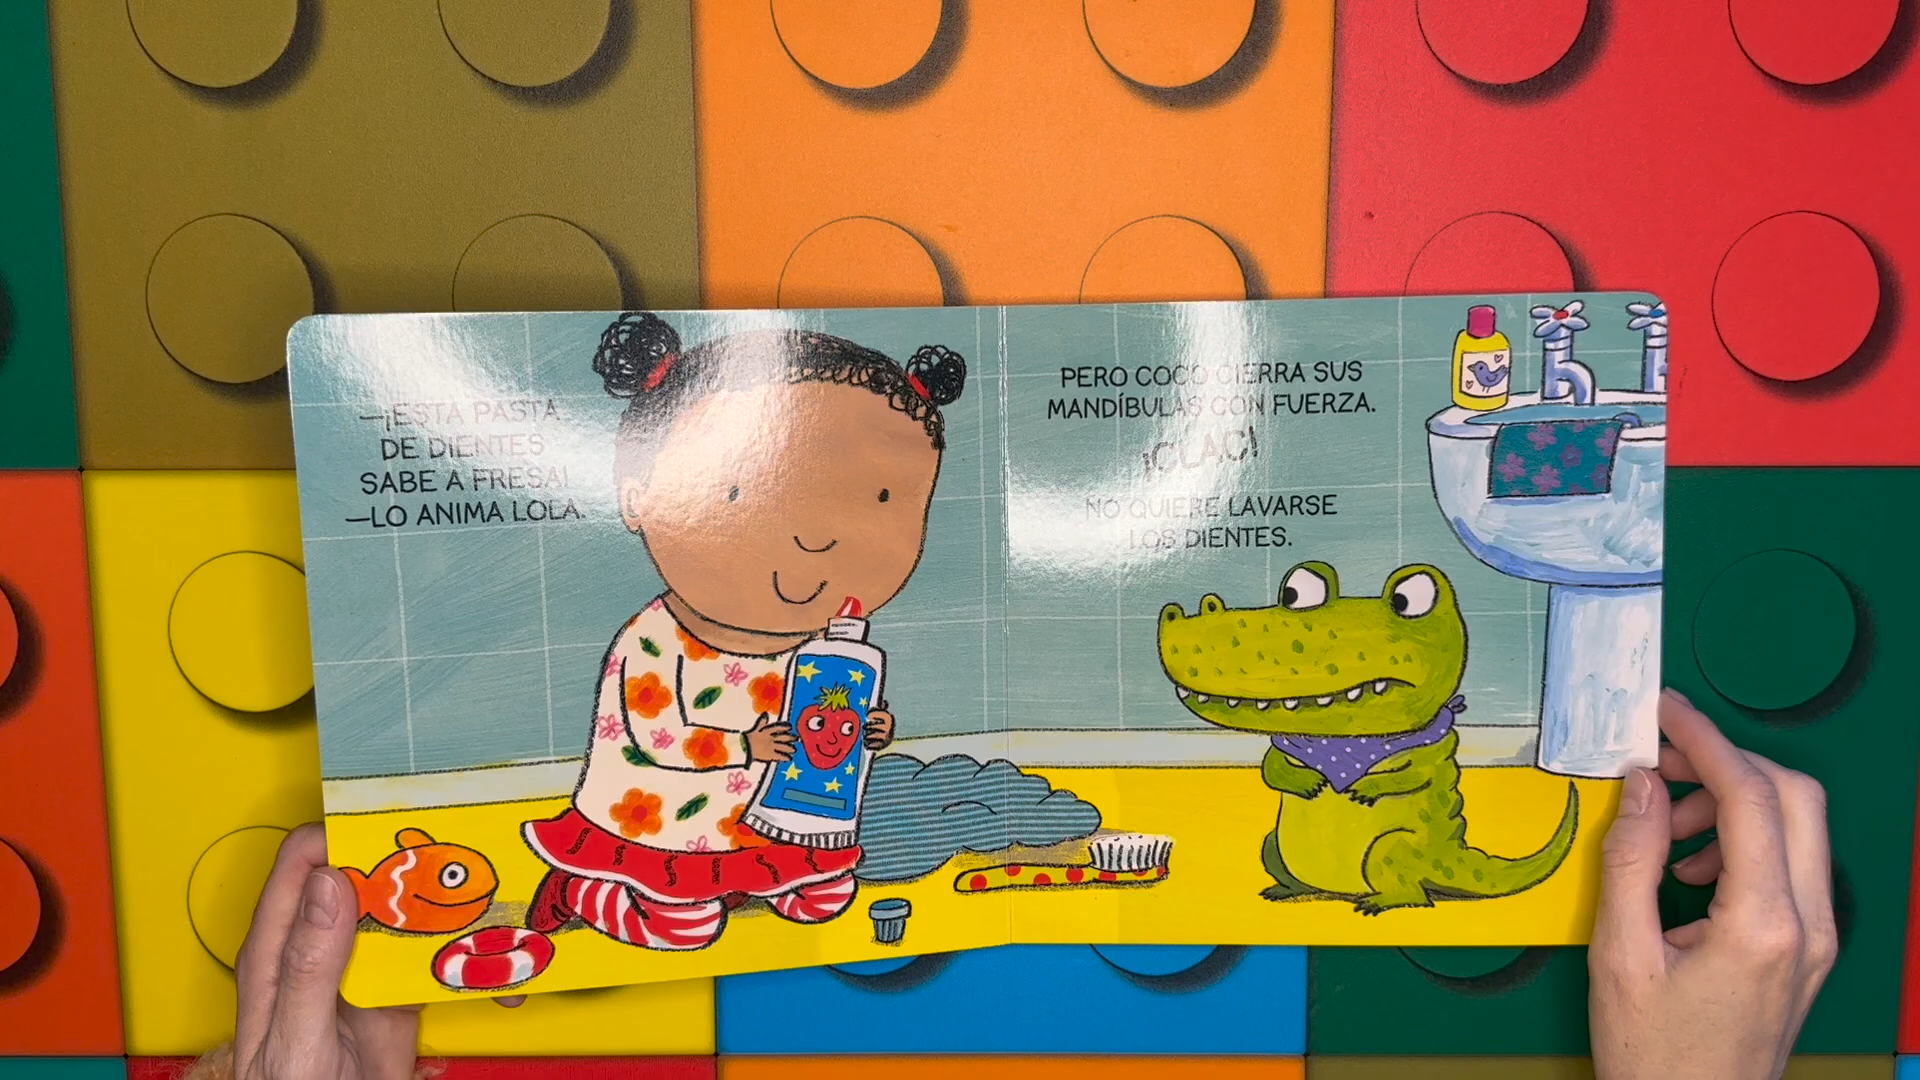 —¡ESTA PASTA
DE DIENTES
SABE A FRESA!
—LO ANIMA LOLA.
PERO COCO CIERRA SUS
MANDÍBULAS CON FUERZA.
¡CLAC!
NO QUIERE LAVARSE
LOS DIENTES.